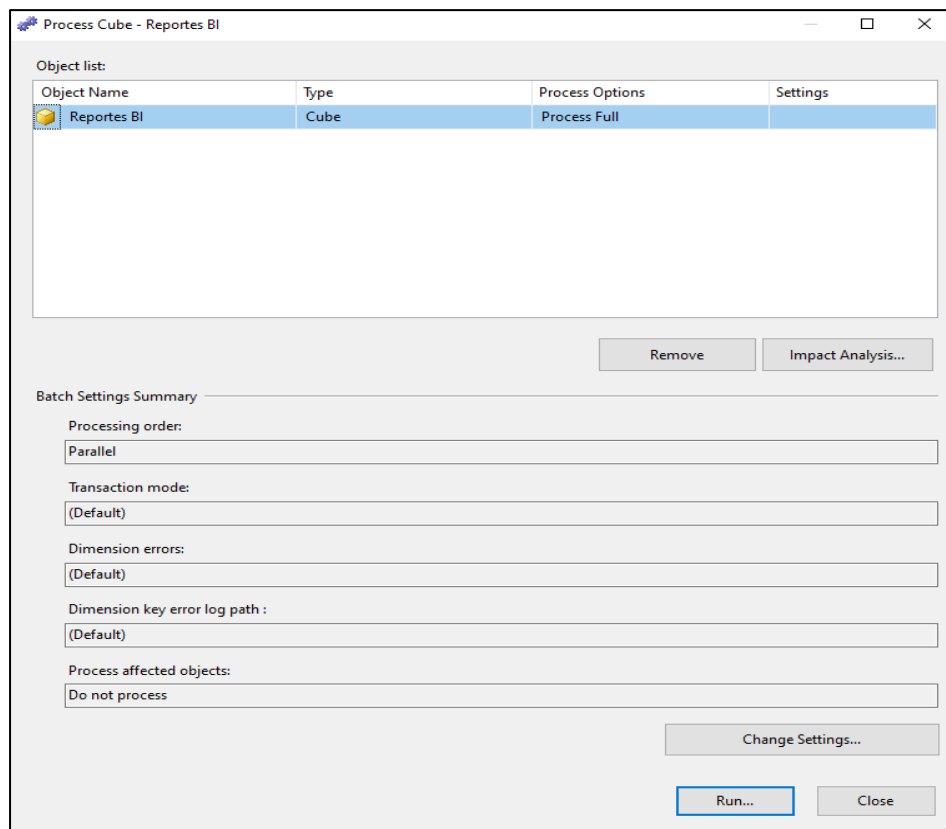 Process Cube - Reportes BI
Object list:
Object Name Type Process Options Settings
Reportes BI Cube Process Full
Remove Impact Analysis...
Batch Settings Summary
Processing order:
Parallel
Transaction mode:
(Default)
Dimension errors:
(Default)
Dimension key error log path :
(Default)
Process affected objects:
Do not process
Change Settings...
Run... Close